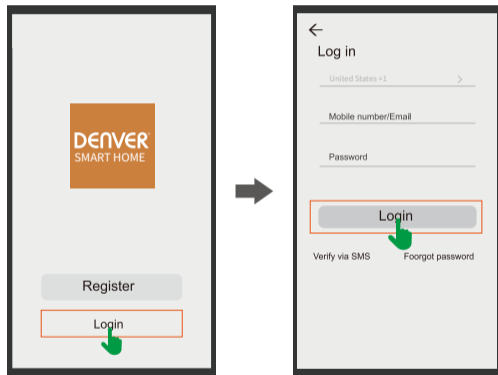 DENVER
SMART HOME
Register
Login
Log in
United States +1
Mobile number/Email
Password
Login
Verify via SMS
Foorgot password